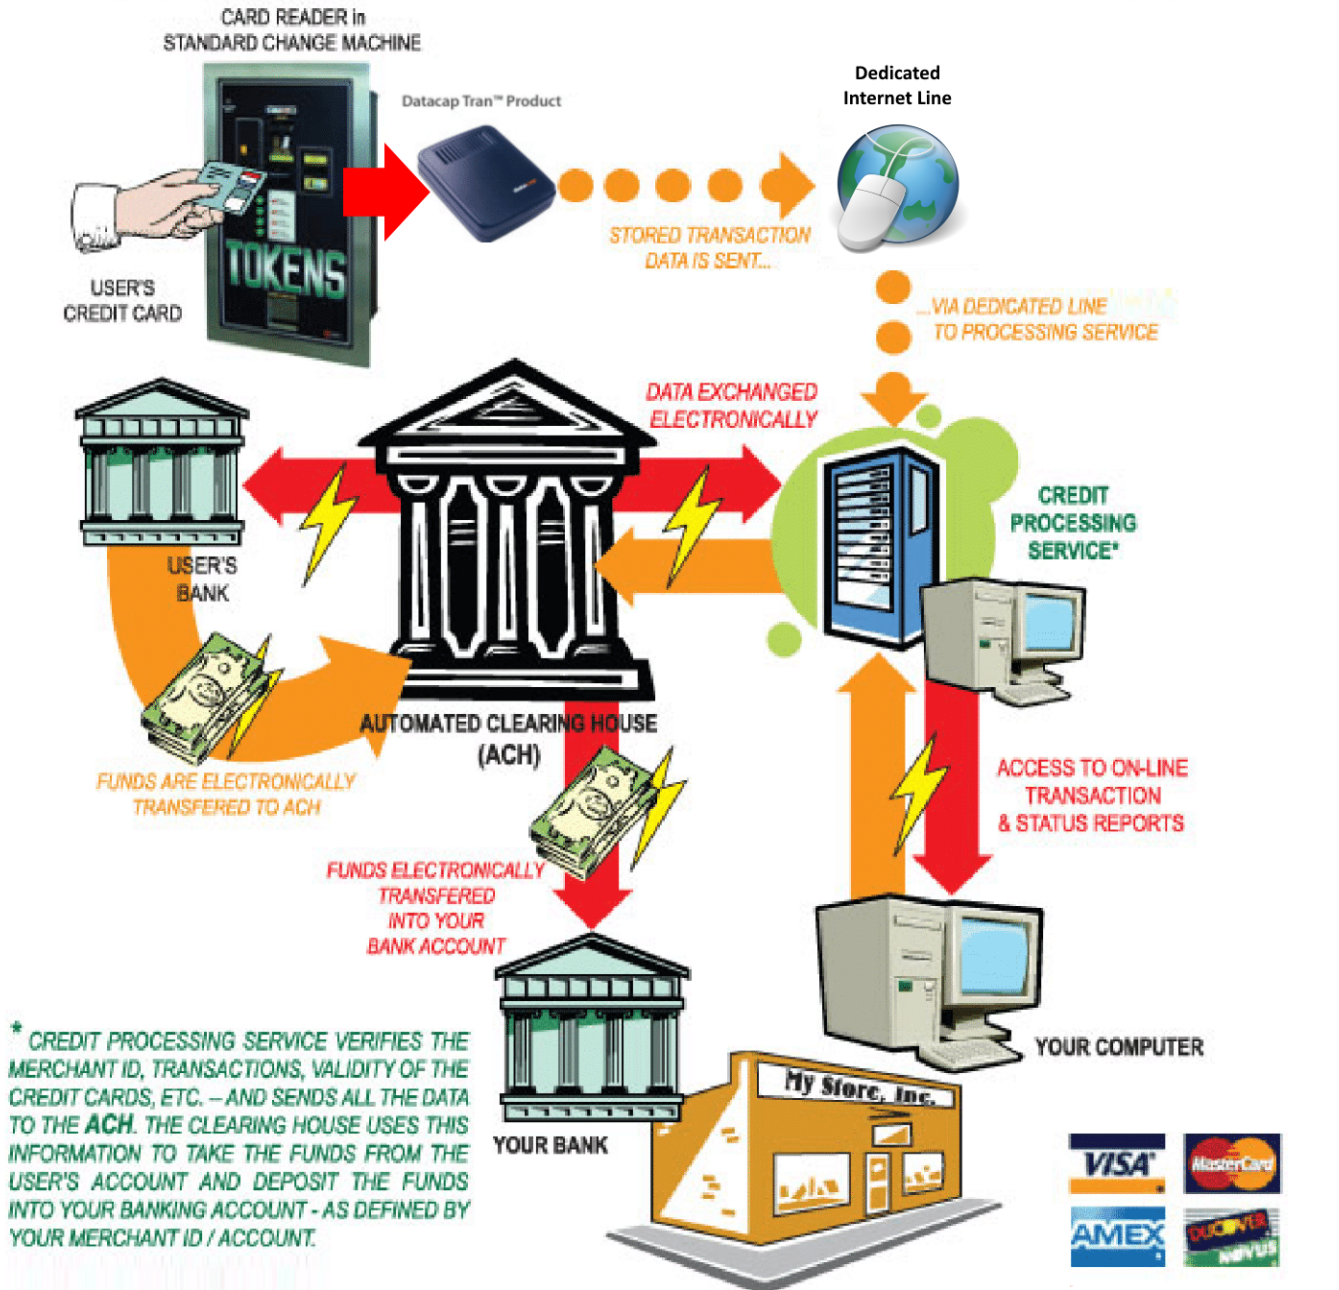 CARD READER in
STANDARD CHANGE MACHINE
Datacap Tran™ Product
Dedicated
Internet Line
TOKENS
USER'S
CREDIT CARD
STORED TRANSACTION
DATA IS SENT...
...VIA DEDICATED LINE
TO PROCESSING SERVICE
DATA EXCHANGED
ELECTRONICALLY
CREDIT
PROCESSING
SERVICE*
USER'S
BANK
AUTOMATED CLEARING HOUSE
(ACH)
FUNDS ARE ELECTRONICALLY
TRANSFERED TO ACH
ACCESS TO ON-LINE
TRANSACTION
& STATUS REPORTS
FUNDS ELECTRONICALLY
TRANSFERED
INTO YOUR
BANK ACCOUNT
YOUR COMPUTER
My Store, Inc.
YOUR BANK
* CREDIT PROCESSING SERVICE VERIFIES THE
MERCHANT ID, TRANSACTIONS, VALIDITY OF THE
CREDIT CARDS, ETC. – AND SENDS ALL THE DATA
TO THE ACH. THE CLEARING HOUSE USES THIS
INFORMATION TO TAKE THE FUNDS FROM THE
USER'S ACCOUNT AND DEPOSIT THE FUNDS
INTO YOUR BANKING ACCOUNT - AS DEFINED BY
YOUR MERCHANT ID / ACCOUNT.
VISA
MasterCard
AMEX
DISCOVER
NOVUS